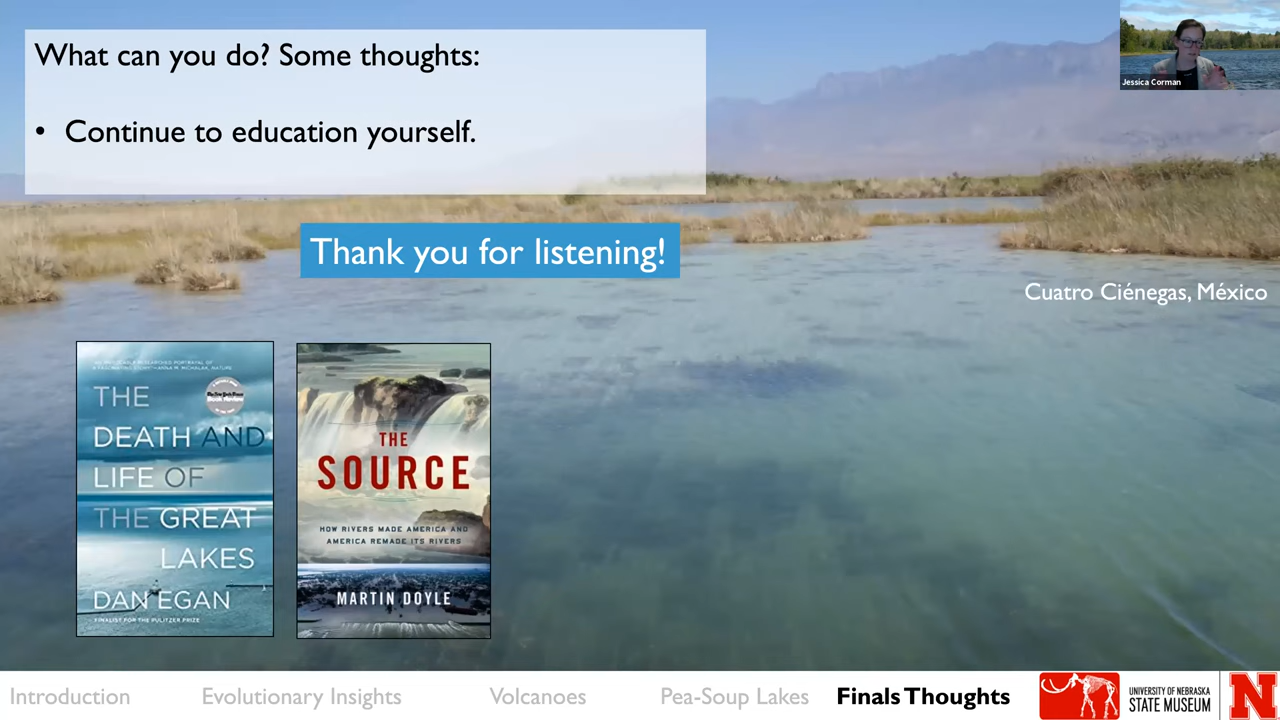 What can you do? Some thoughts:
Jessica Corman
• Continue to education yourself.
Thank you for listening!
Cuatro Ciénegas, México
THE
DEATH AND
LIFE OF
THE GREAT
LAKES
DAN EGAN
FINALIST FOR THE PULITZER PRIZE
THE
SOURCE
HOW RIVERS MADE AMERICA AND
AMERICA REMADE ITS RIVERS
MARTIN DOYLE
Introduction
Evolutionary Insights
Volcanoes
Pea-Soup Lakes
Finals Thoughts
UNIVERSITY OF NEBRASKA
STATE MUSEUM
N